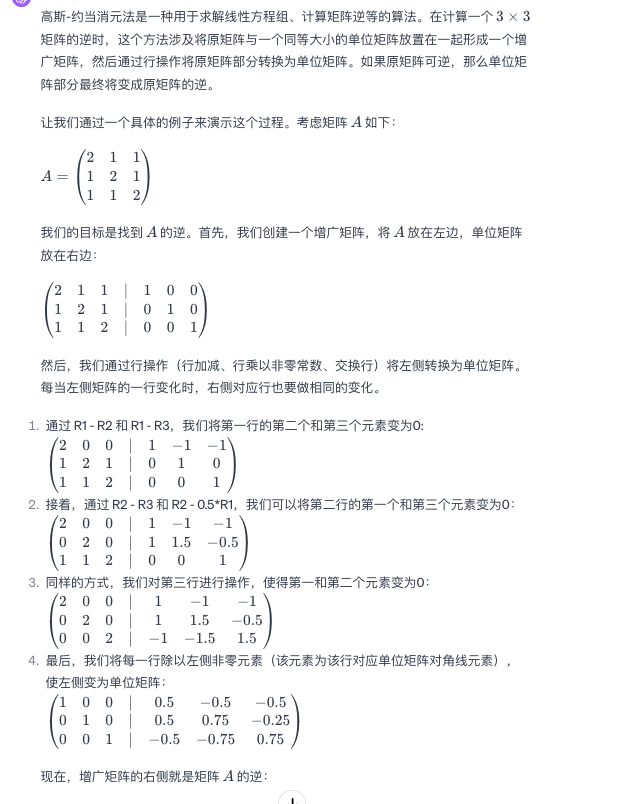 高斯-约当消元法是一种用于求解线性方程组、计算矩阵逆等的算法。在计算一个 3 × 3
矩阵的逆时，这个方法涉及将原矩阵与一个同等大小的单位矩阵放置在一起形成一个增
广矩阵，然后通过行操作将原矩阵部分转换为单位矩阵。如果原矩阵可逆，那么单位矩
阵部分最终将变成原矩阵的逆。
让我们通过一个具体的例子来演示这个过程。考虑矩阵 A 如下：
2 1 1
A = 1 2 1
1 1 2
我们的目标是找到 A 的逆。首先，我们创建一个增广矩阵，将 A 放在左边，单位矩阵
放在右边：
2 1 1 | 1 0 0
1 2 1 | 0 1 0
1 1 2 | 0 0 1
然后，我们通过行操作（行加减、行乘以非零常数、交换行）将左侧转换为单位矩阵。
每当左侧矩阵的一行变化时，右侧对应行也要做相同的变化。
1. 通过 R1 - R2 和 R1 - R3，我们将第一行的第二个和第三个元素变为0:
2 0 0 | 1 −1 −1
1 2 1 | 0 1 0
1 1 2 | 0 0 1
2. 接着，通过 R2 - R3 和 R2 - 0.5*R1，我们可以将第二行的第一个和第三个元素变为0：
2 0 0 | 1 −1 −1
0 2 0 | 1 1.5 −0.5
1 1 2 | 0 0 1
3. 同样的方式，我们对第三行进行操作，使得第一和第二个元素变为0：
2 0 0 | 1 −1 −1
0 2 0 | 1 1.5 −0.5
0 0 2 | −1 −1.5 1.5
4. 最后，我们将每一行除以左侧非零元素（该元素为该行对应单位矩阵对角线元素），
使左侧变为单位矩阵：
1 0 0 | 0.5 −0.5 −0.5
0 1 0 | 0.5 0.75 −0.25
0 0 1 | −0.5 −0.75 0.75
现在，增广矩阵的右侧就是矩阵 A 的逆：